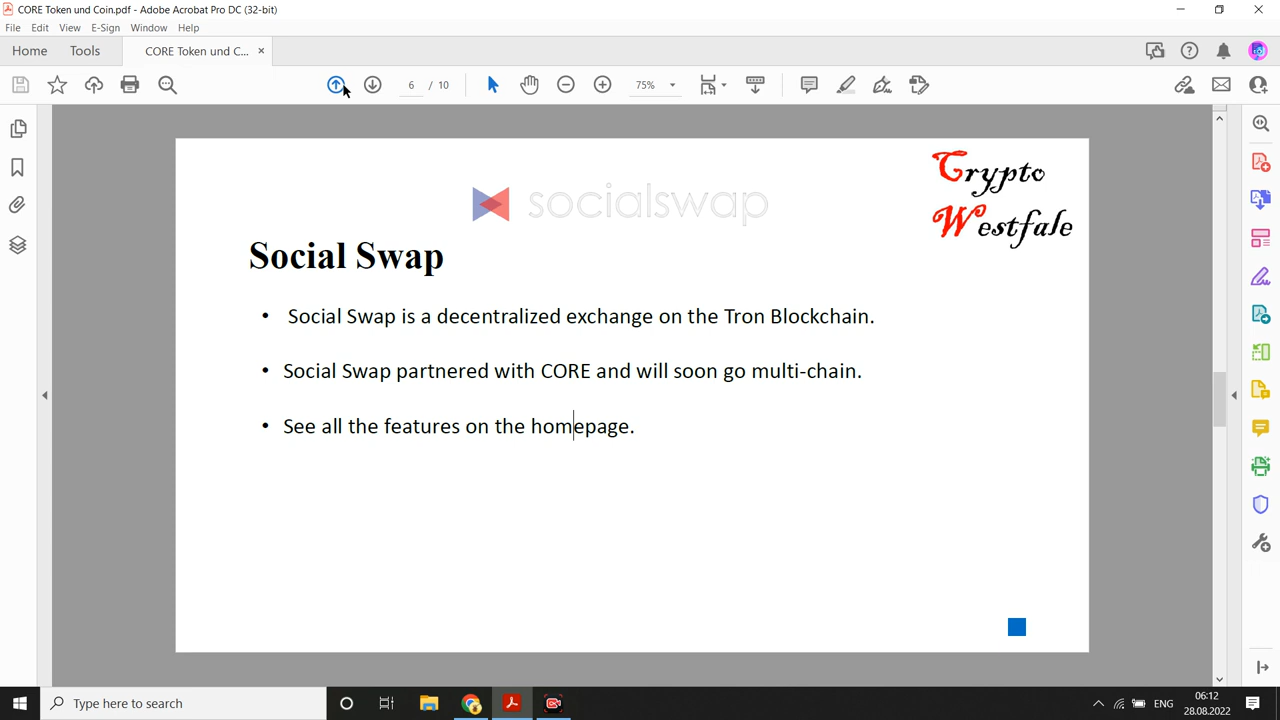 CORE Token und Coin.pdf - Adobe Acrobat Pro DC (32-bit)
File Edit View E-Sign Window Help
Home Tools CORE Token und C...
6 / 10 75%
socialswap
Crypto
Westfale
Social Swap
• Social Swap is a decentralized exchange on the Tron Blockchain.
• Social Swap partnered with CORE and will soon go multi-chain.
• See all the features on the homepage.
Type here to search
ENG
06:12
28.08.2022